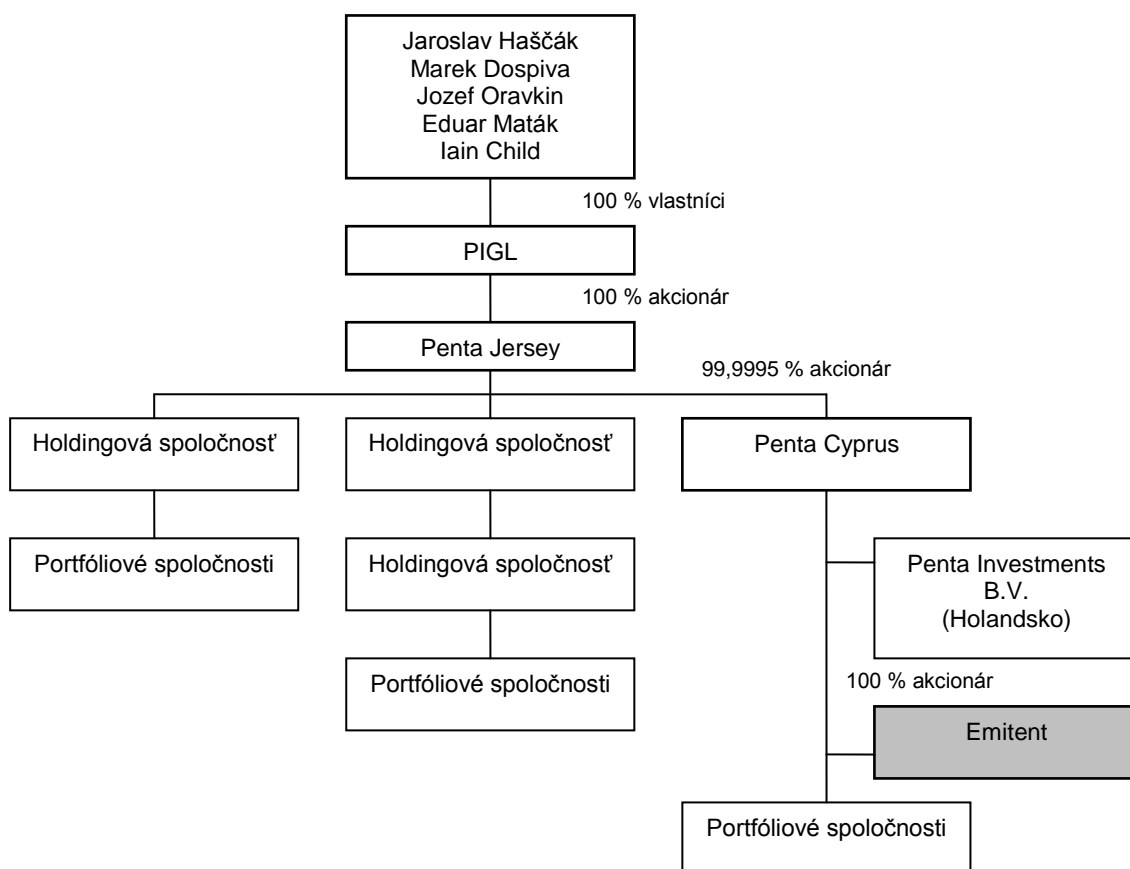 Jaroslav Haščák
Marek Dospiva
Jozef Oravkin
Eduar Maták
Iain Child
100 % vlastníci
PIGL
100 % akcionár
Penta Jersey
99,9995 % akcionár
Holdingová spoločnosť
Holdingová spoločnosť
Penta Cyprus
Portfóliové spoločnosti
Holdingová spoločnosť
Penta Investments
B.V.
(Holandsko)
Portfóliové spoločnosti
100 % akcionár
Emitent
Portfóliové spoločnosti